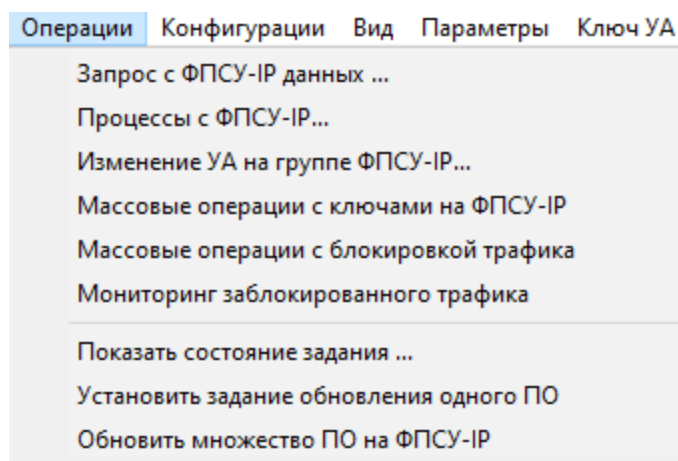 Операции Конфигурации Вид Параметры Ключ УА
Запрос с ФПСУ-IP данных ...
Процессы с ФПСУ-IP...
Изменение УА на группе ФПСУ-IP...
Массовые операции с ключами на ФПСУ-IP
Массовые операции с блокировкой трафика
Мониторинг заблокированного трафика
Показать состояние задания ...
Установить задание обновления одного ПО
Обновить множество ПО на ФПСУ-IP